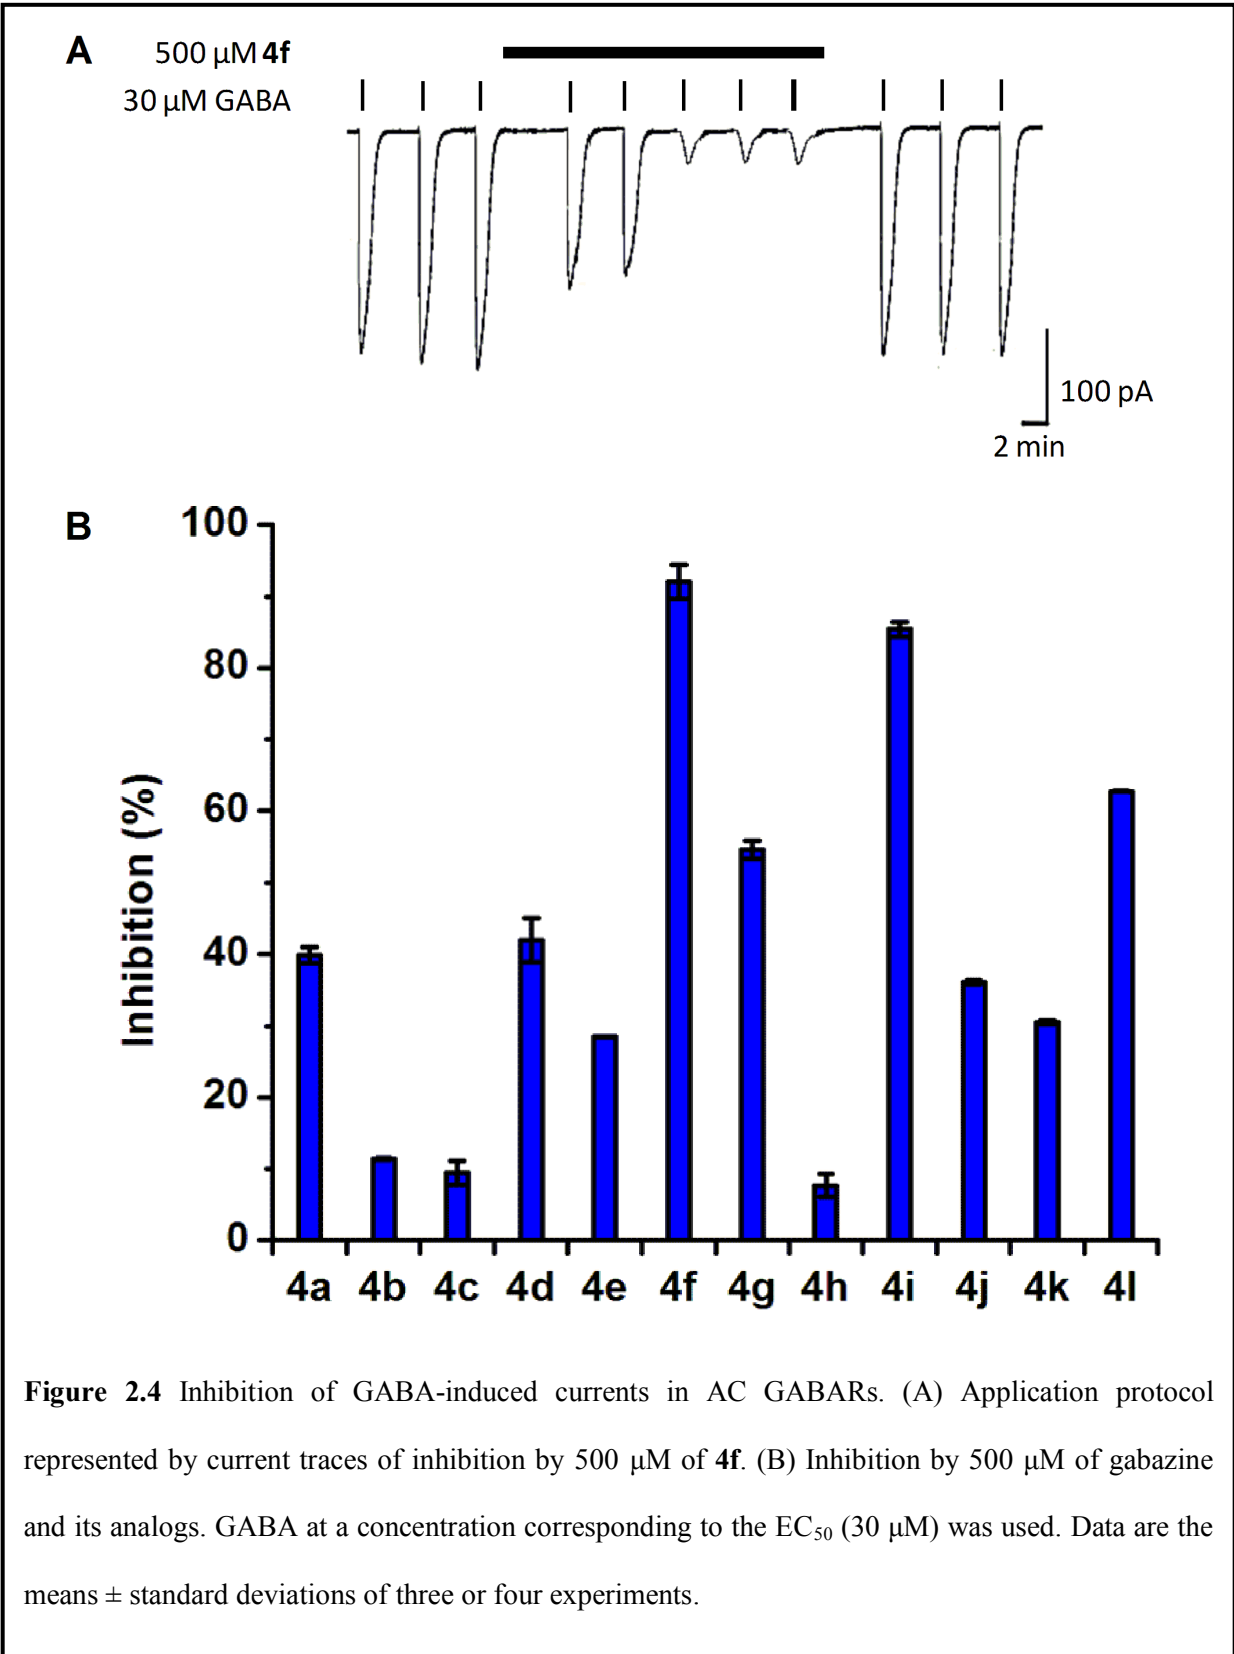 A
500 µM 4f
30 µM GABA
100 pA
2 min
B
100
80
60
40
20
0
Inhibition (%)
4a 4b 4c 4d 4e 4f 4g 4h 4i 4j 4k 4l
Figure 2.4 Inhibition of GABA-induced currents in AC GABARs. (A) Application protocol
represented by current traces of inhibition by 500 μM of 4f. (B) Inhibition by 500 μM of gabazine
and its analogs. GABA at a concentration corresponding to the EC50 (30 μM) was used. Data are the
means ± standard deviations of three or four experiments.